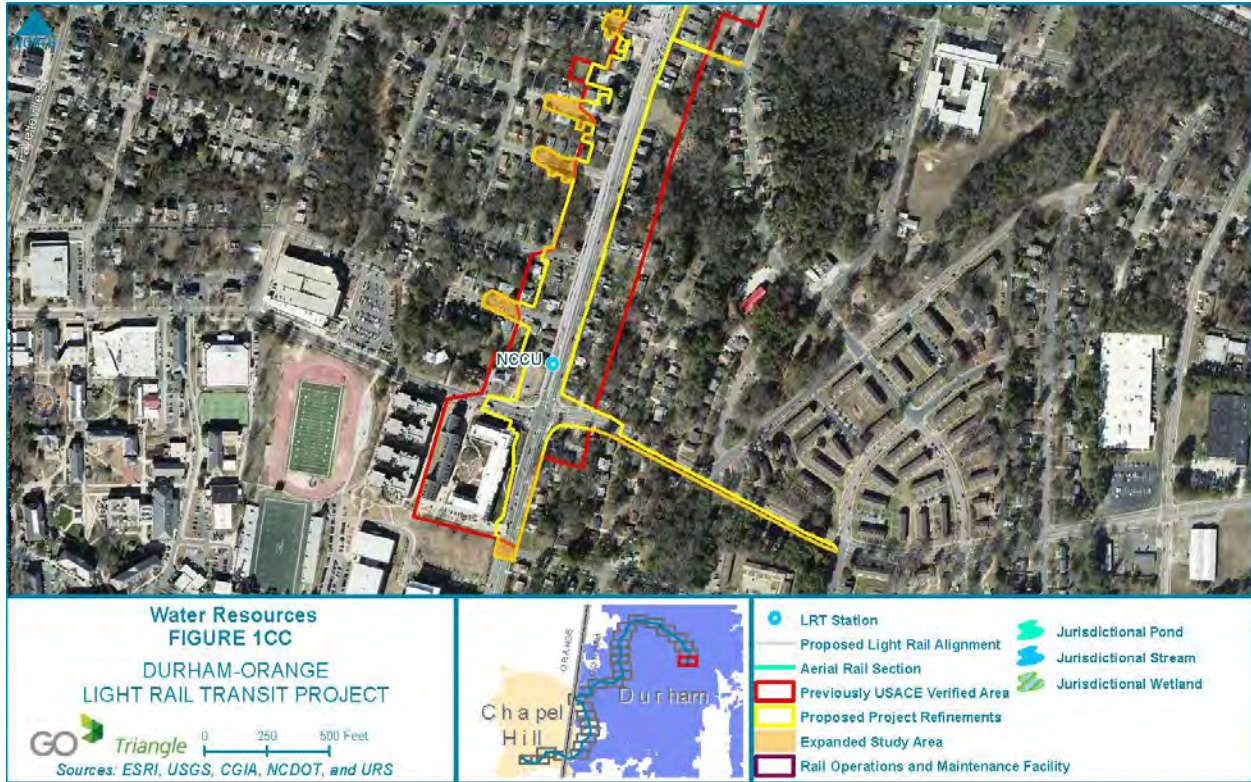 NORTH
Fayetteville S
NCCU
Water Resources
FIGURE 1CC
DURHAM-ORANGE
LIGHT RAIL TRANSIT PROJECT
GO Triangle
0 250 500 Feet
Sources: ESRI, USGS, CGIA, NCDOT, and URS
ORANGE
Durham
Chapel
Hill
LRT Station
Proposed Light Rail Alignment
Aerial Rail Section
Previously USACE Verified Area
Proposed Project Refinements
Expanded Study Area
Rail Operations and Maintenance Facility
Jurisdictional Pond
Jurisdictional Stream
Jurisdictional Wetland